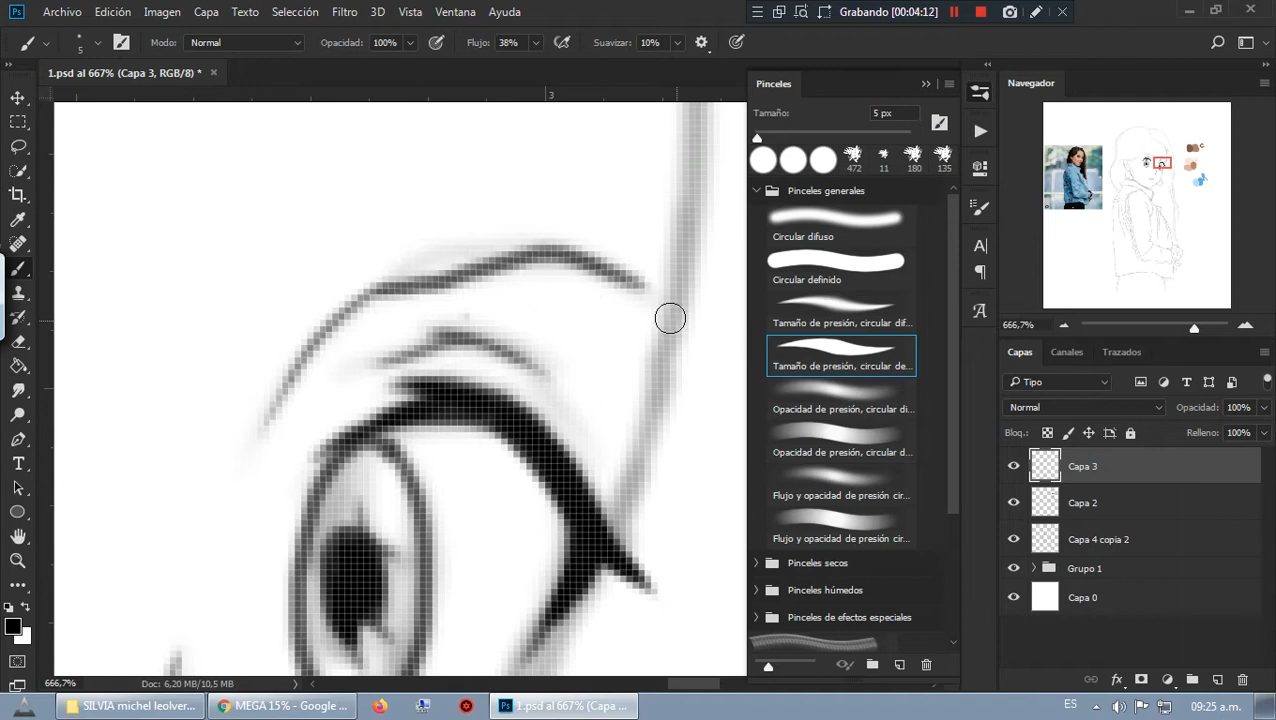 Ps Archivo Edición Imagen Capa Texto Selección Filtro 3D Vista Ventana Ayuda
Grabando [00:04:12]
5 Modo: Normal Opacidad: 100% Flujo: 38% Suavizar: 10%
1.psd al 667% (Capa 3, RGB/8) * ×
3
Pinceles
Tamaño: 5 px
472 11 180 135
Pinceles generales
Circular difuso
Circular definido
Tamaño de presión, circular dif...
Tamaño de presión, circular de...
Opacidad de presión, circular di...
Opacidad de presión, circular de...
Flujo y opacidad de presión cir...
Flujo y opacidad de presión cir...
Pinceles secos
Pinceles húmedos
Pinceles de efectos especiales
Navegador
666,7%
Capas Canales Trazados
Tipo
Normal Opacidad: 100%
Bloq.: Relleno: 100%
Capa 3
Capa 2
Capa 4 copia 2
Grupo 1
Capa 0
666,7% Doc: 6,20 MB/10,5 MB
SILVIA michel leolver... MEGA 15% - Google ... 1.psd al 667% (Capa ... ES 09:25 a.m.